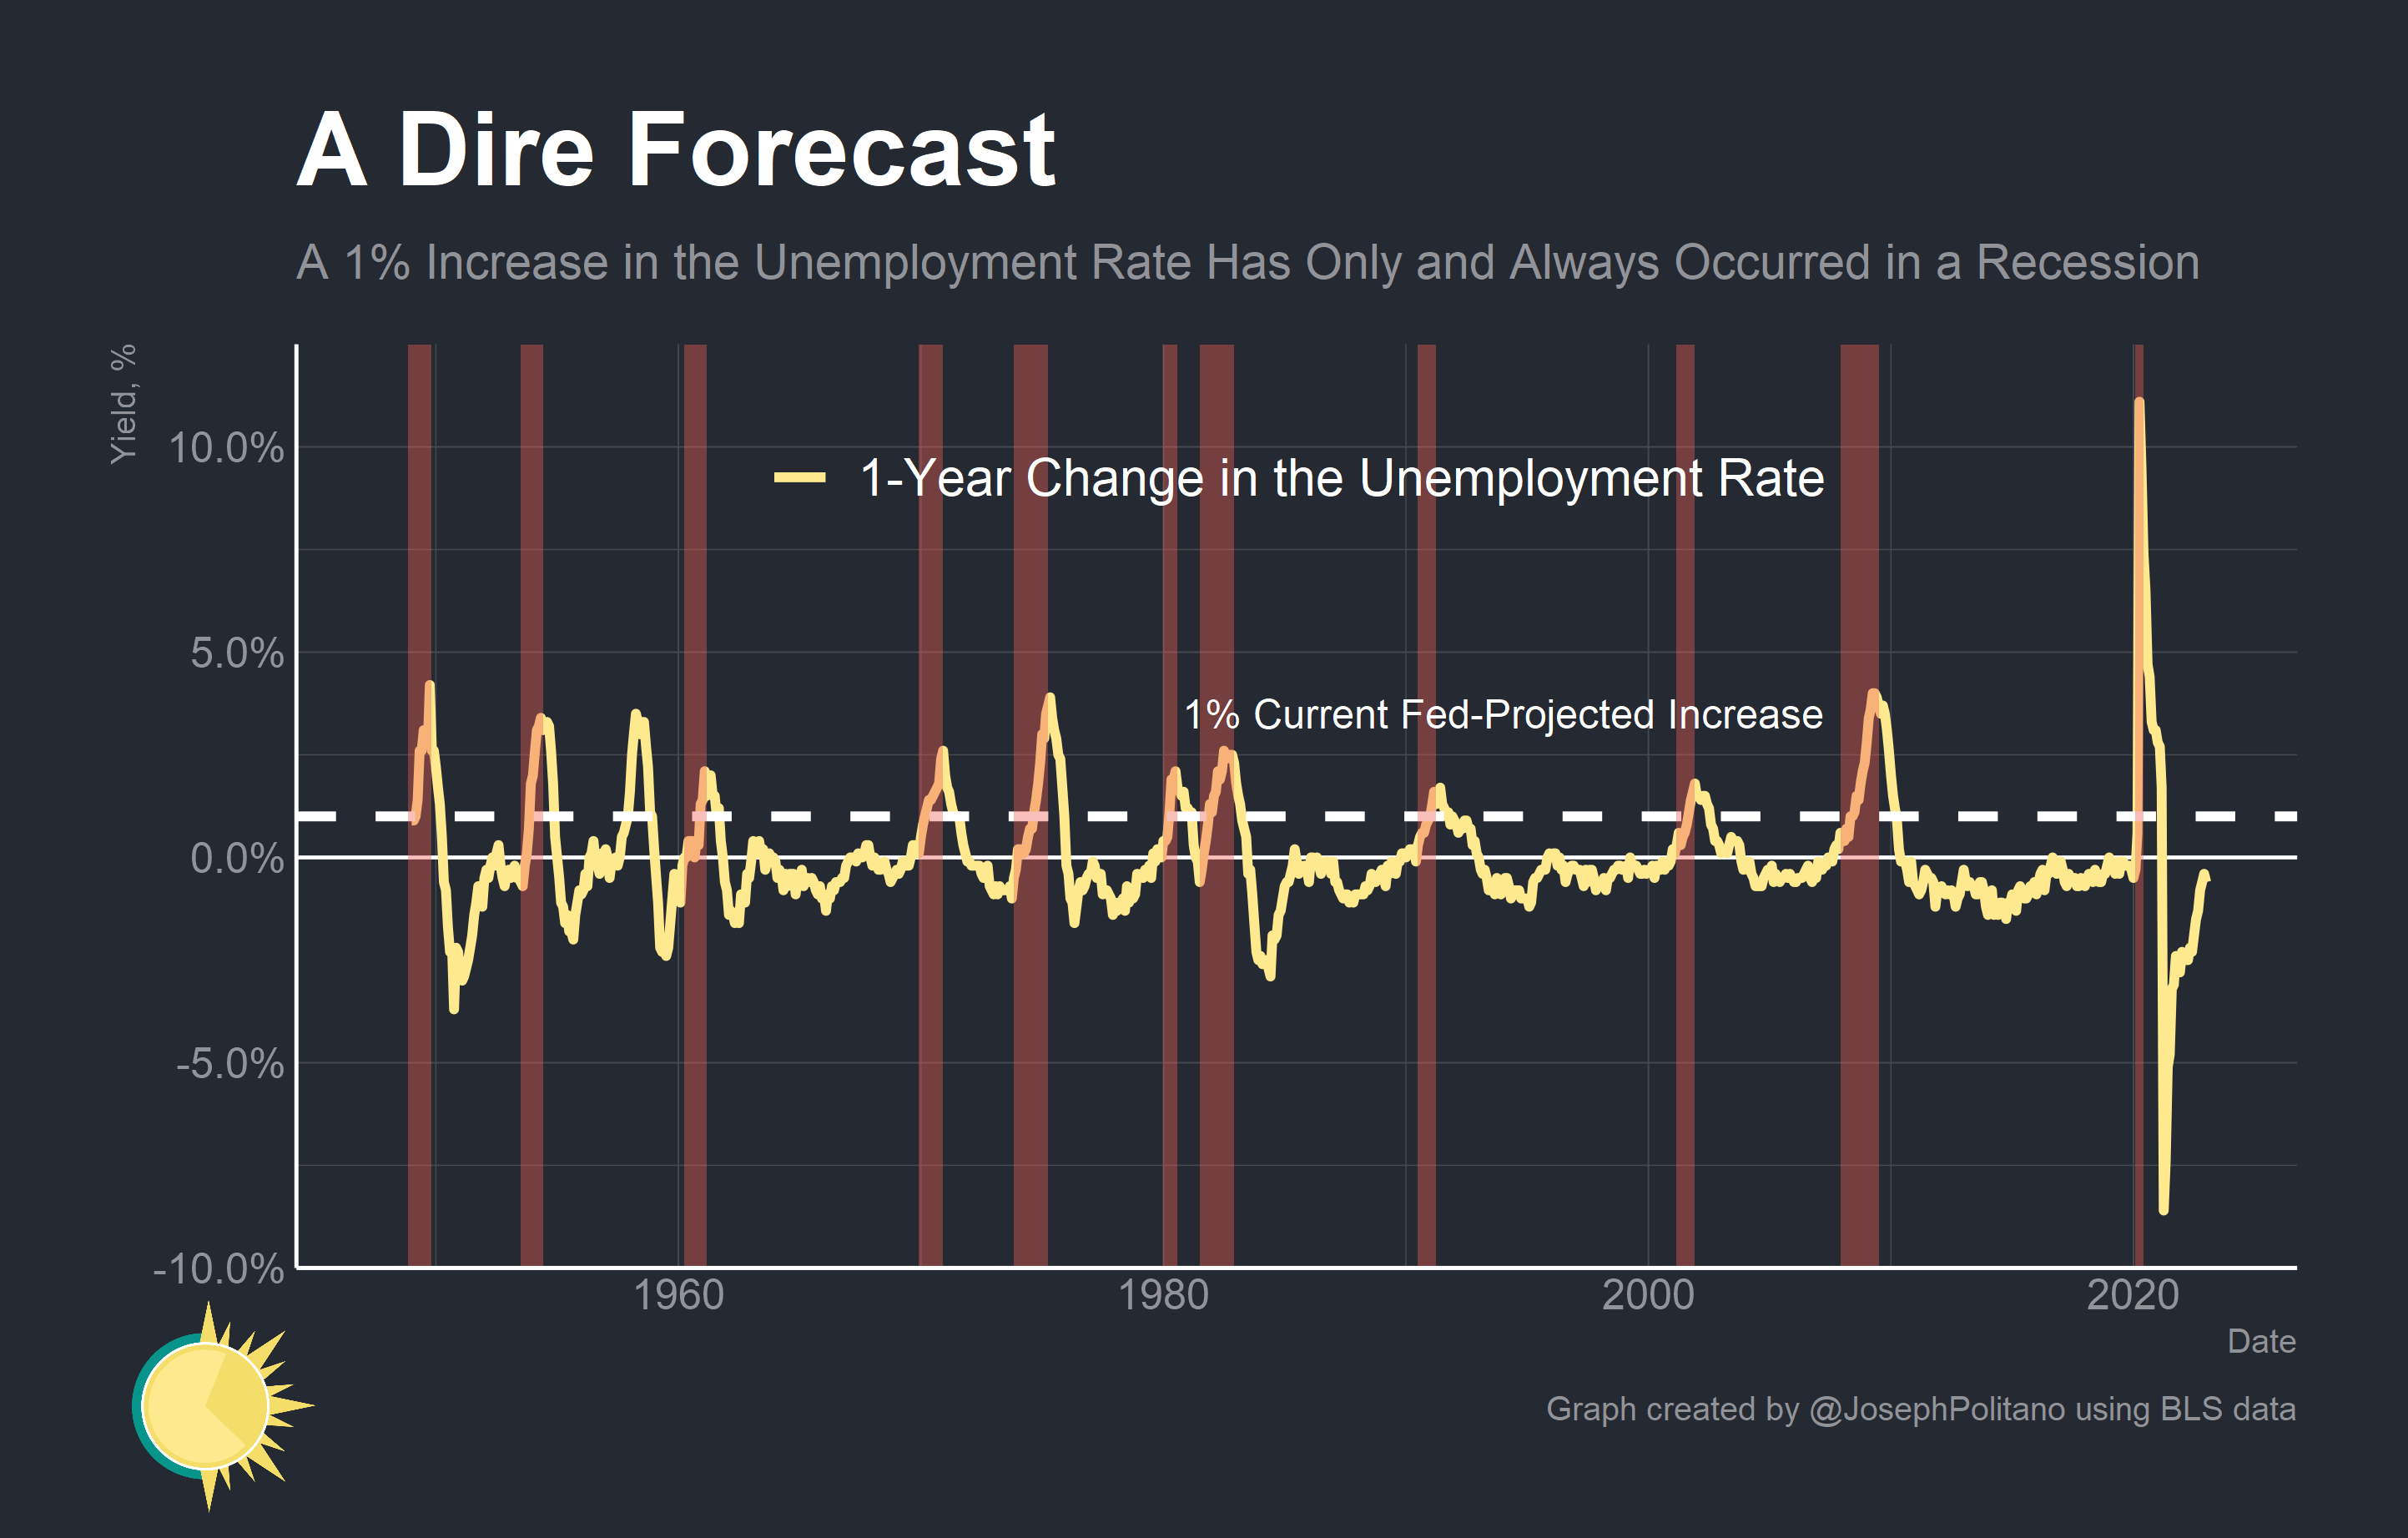 A Dire Forecast
A 1% Increase in the Unemployment Rate Has Only and Always Occurred in a Recession
Yield, %
10.0%
1-Year Change in the Unemployment Rate
5.0%
1% Current Fed-Projected Increase
0.0%
-5.0%
-10.0%
1960 1980 2000 2020
Date
Graph created by @JosephPolitano using BLS data